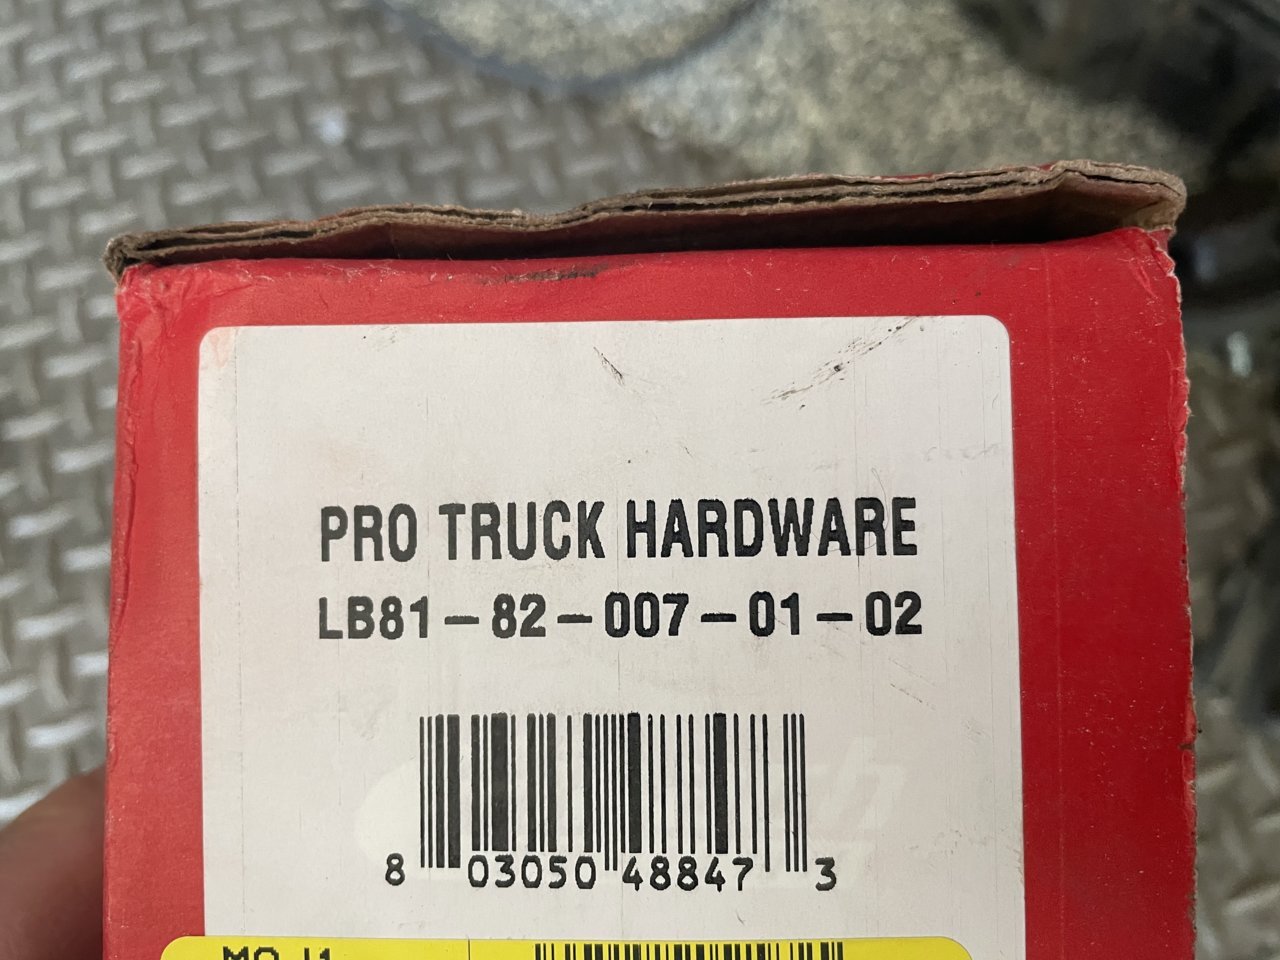 PRO TRUCK HARDWARE
LB81-82-007-01-02
8 03050 48847 3